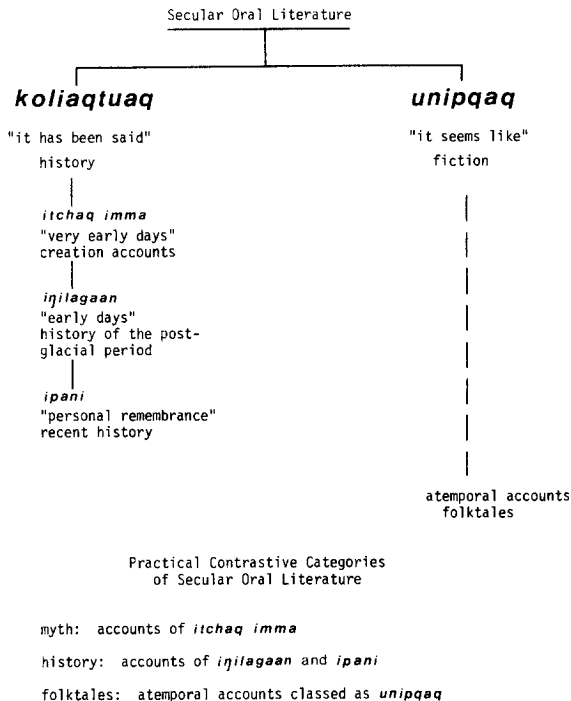 Secular Oral Literature
koliaqtuaq
"it has been said"
history
itchaq imma
"very early days"
creation accounts
iŋilagaan
"early days"
history of the post-
glacial period
ipani
"personal remembrance"
recent history
unipqaq
"it seems like"
fiction
atemporal accounts
folktales
Practical Contrastive Categories
of Secular Oral Literature
myth: accounts of itchaq imma
history: accounts of iŋilagaan and ipani
folktales: atemporal accounts classed as unipqaq